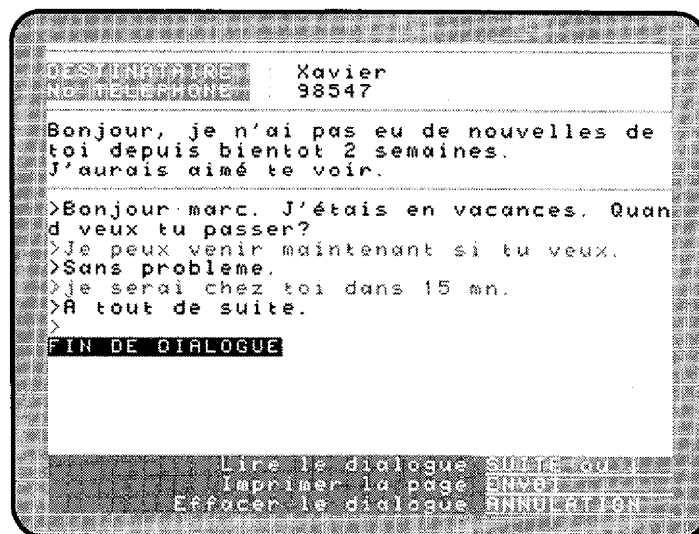 DESTINATAIRE : Xavier
NO TELEPHONE : 98547
Bonjour, je n'ai pas eu de nouvelles de
toi depuis bientot 2 semaines.
J'aurais aimé te voir.
>Bonjour marc. J'étais en vacances. Quan
d veux tu passer?
>Je peux venir maintenant si tu veux.
>Sans probleme.
>je serai chez toi dans 15 mn.
>A tout de suite.
>
FIN DE DIALOGUE
Lire le dialogue SUITE ou ↓
Imprimer la page ENVOI
Effacer le dialogue ANNULATION